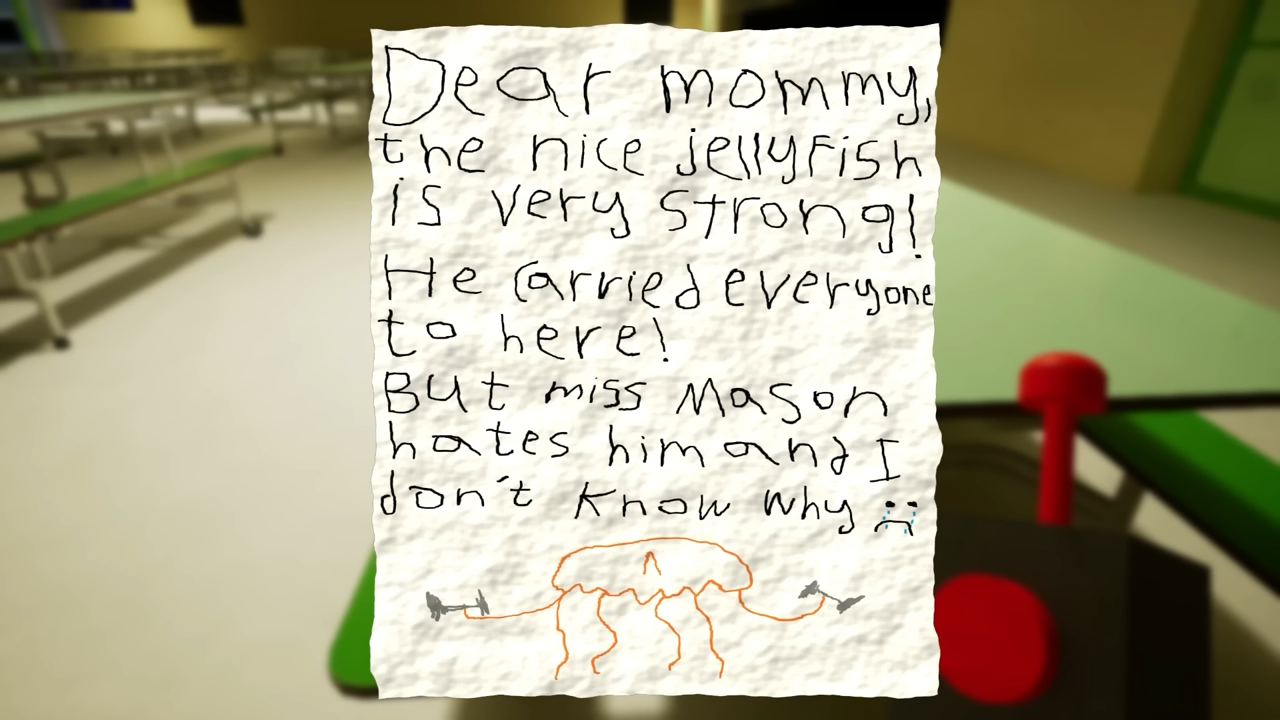 Dear mommy,
the nice jellyfish
is very strong!
He carried everyone
to here!
But miss Mason
hates him and I
don't know why